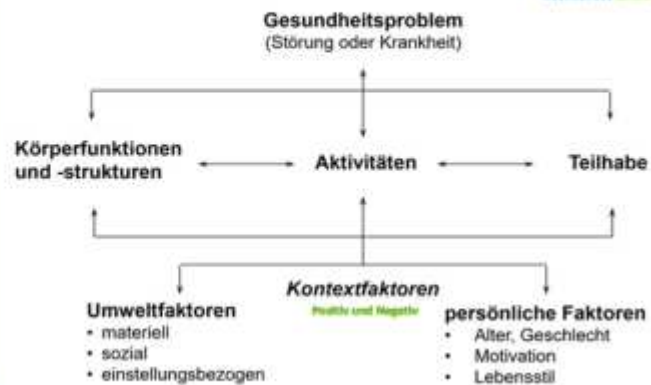 Gesundheitsproblem
(Störung oder Krankheit)
Körperfunktionen
und -strukturen
Aktivitäten
Teilhabe
Kontextfaktoren
Positiv und Negativ
Umweltfaktoren
• materiell
• sozial
• einstellungsbezogen
persönliche Faktoren
• Alter, Geschlecht
• Motivation
• Lebensstil